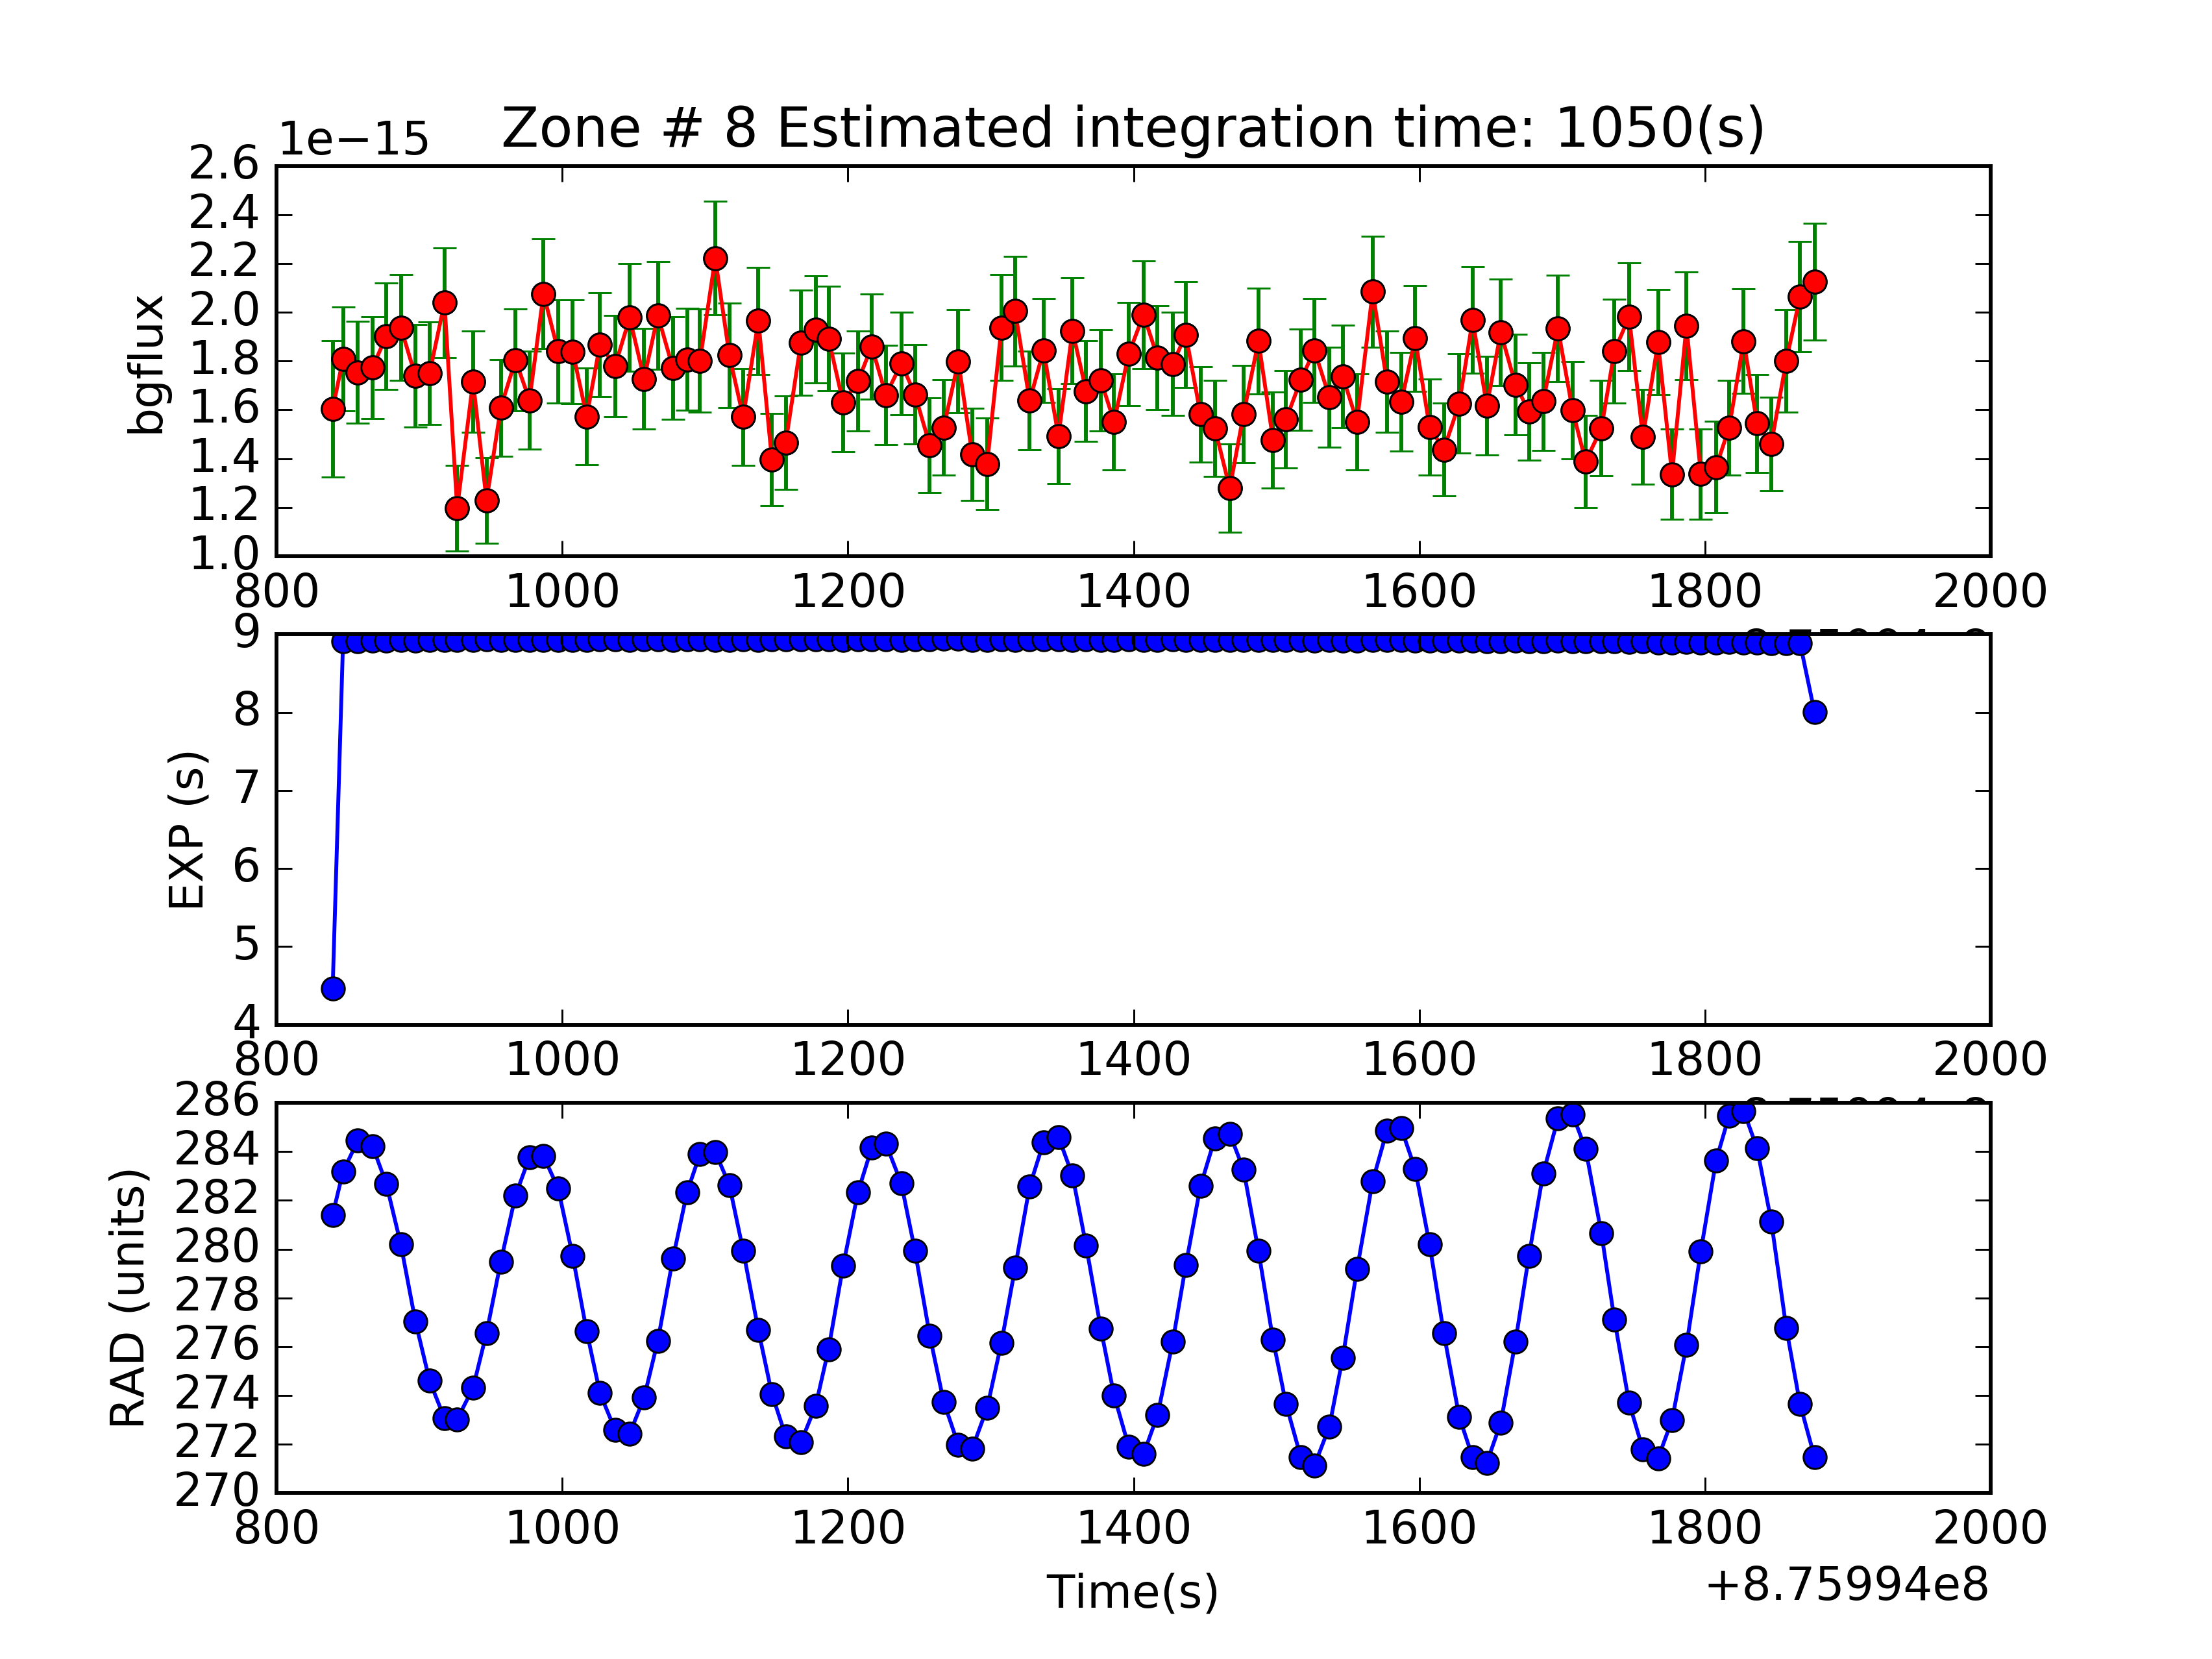 1e−15
Zone # 8 Estimated integration time: 1050(s)
2.6
2.4
2.2
2.0
1.8
1.6
1.4
1.2
1.0
bgflux
800 1000 1200 1400 1600 1800 2000
9
8
7
6
5
4
EXP (s)
800 1000 1200 1400 1600 1800 2000
286
284
282
280
278
276
274
272
270
RAD (units)
800 1000 1200 1400 1600 1800 2000
Time(s)
+8.75994e8